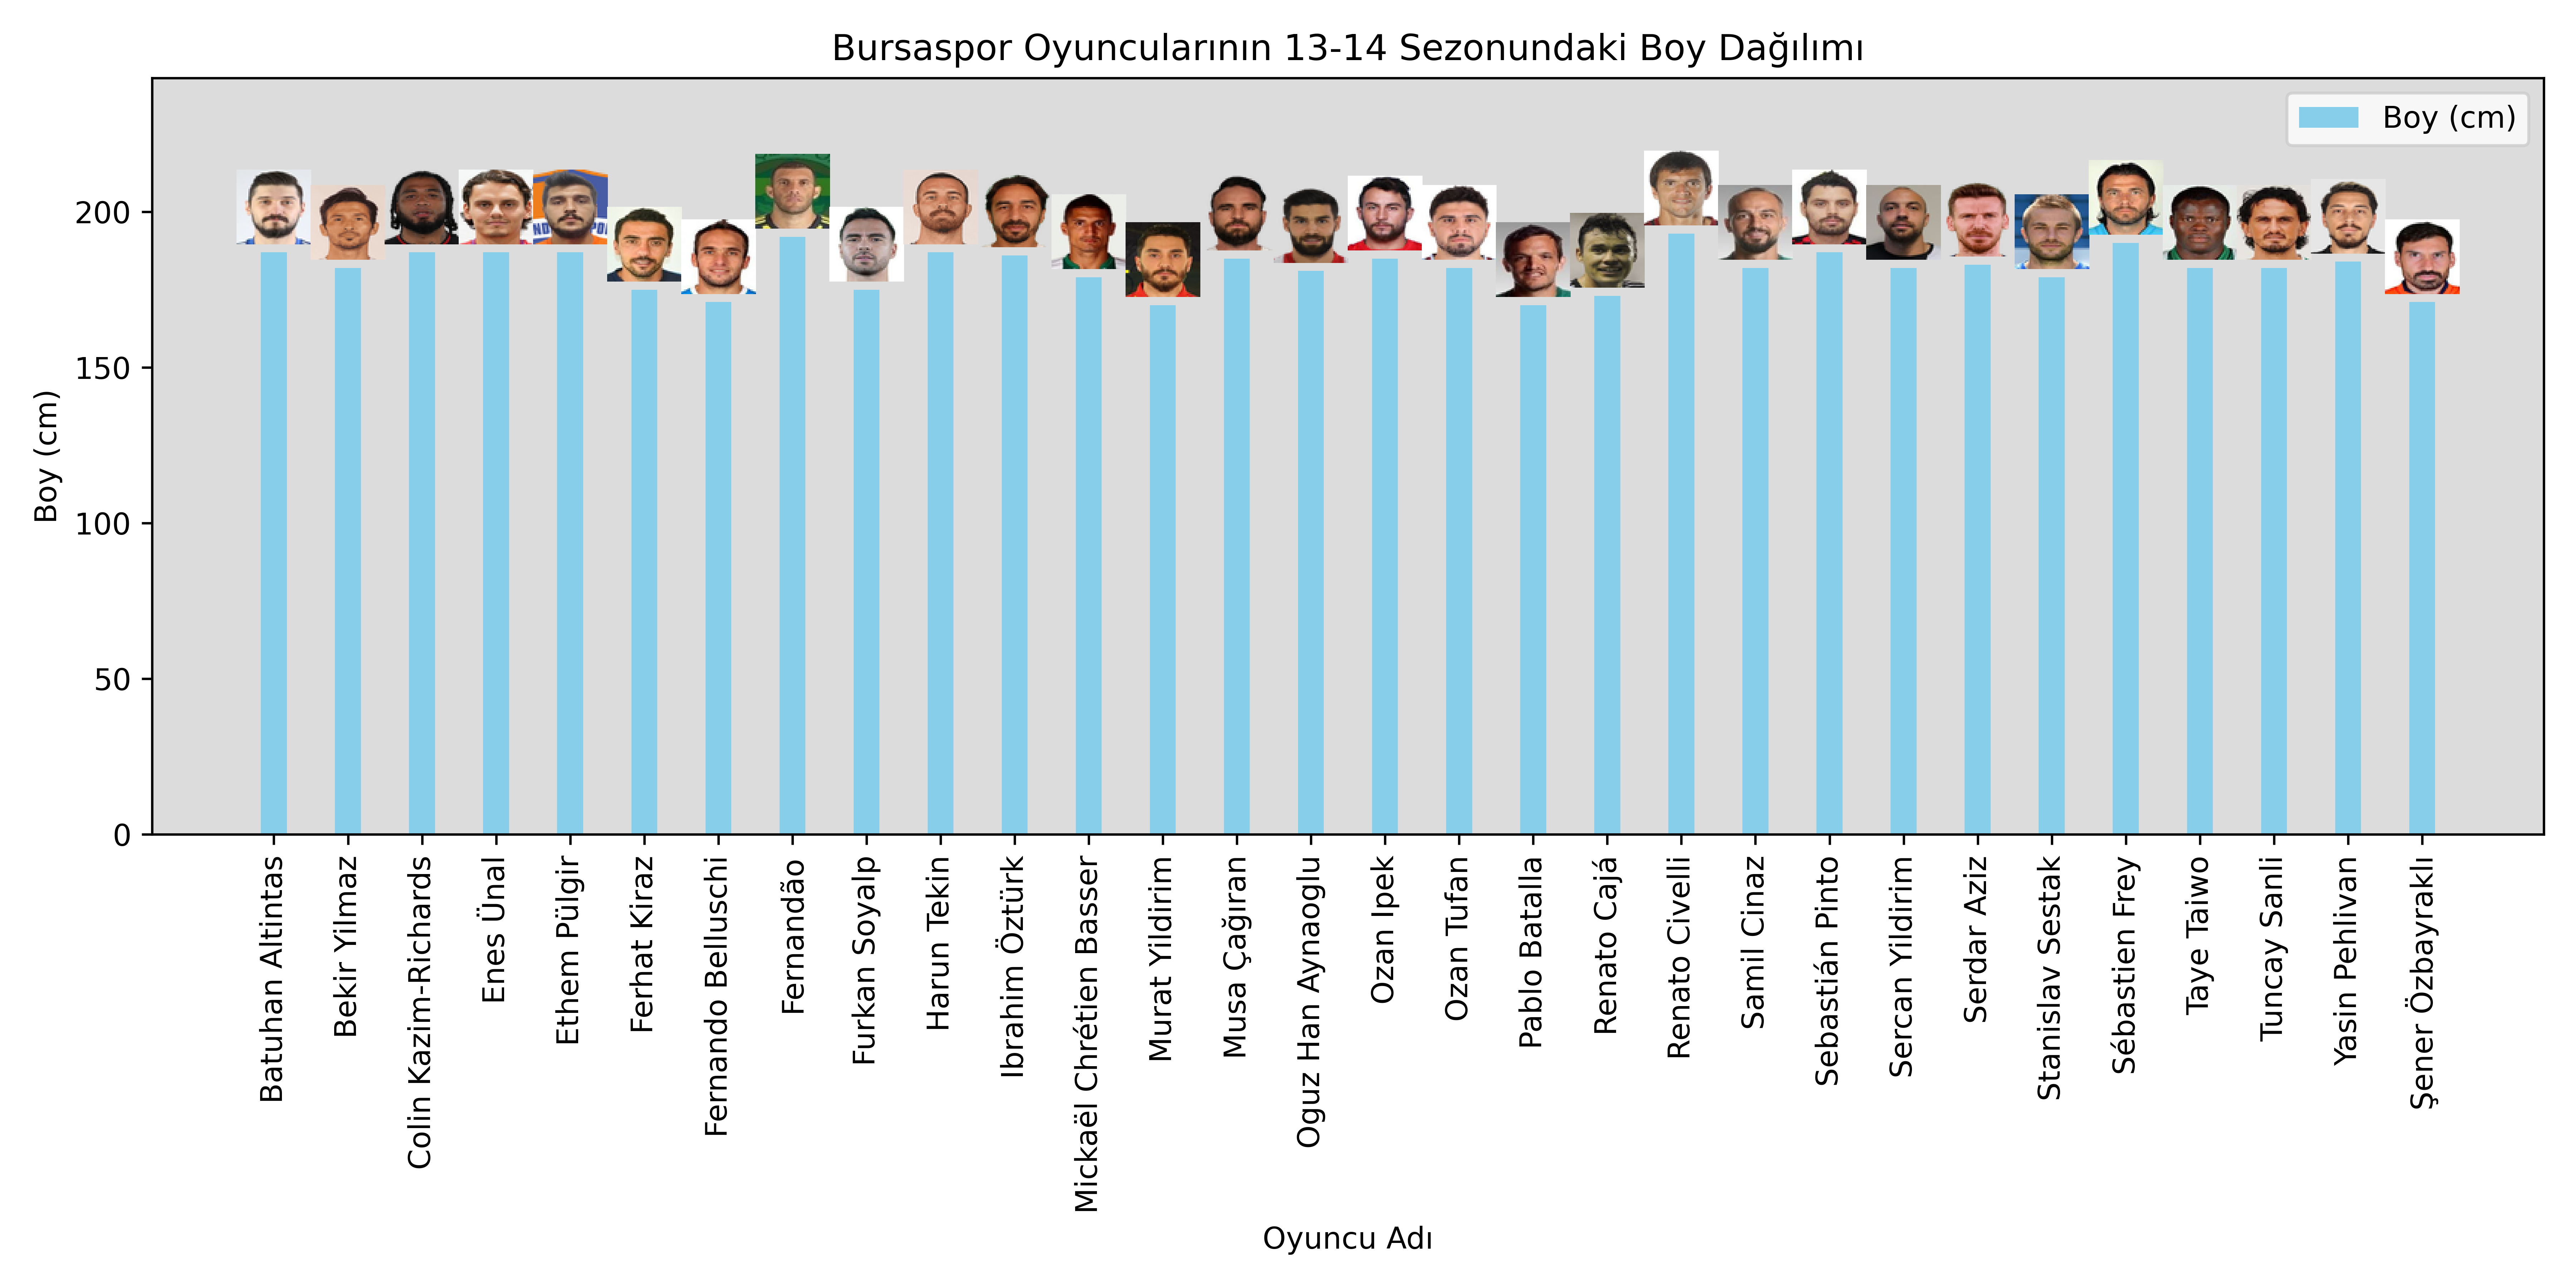 Bursaspor Oyuncularının 13-14 Sezonundaki Boy Dağılımı
Boy (cm)
Boy (cm)
200
150
100
50
0
Batuhan Altintas
Bekir Yilmaz
Colin Kazim-Richards
Enes Ünal
Ethem Pülgir
Ferhat Kiraz
Fernando Belluschi
Fernandão
Furkan Soyalp
Harun Tekin
Ibrahim Öztürk
Mickaël Chrétien Basser
Murat Yildirim
Musa Çağıran
Oguz Han Aynaoglu
Ozan Ipek
Ozan Tufan
Pablo Batalla
Renato Cajá
Renato Civelli
Samil Cinaz
Sebastián Pinto
Sercan Yildirim
Serdar Aziz
Stanislav Sestak
Sébastien Frey
Taye Taiwo
Tuncay Sanli
Yasin Pehlivan
Şener Özbayraklı
Oyuncu Adı